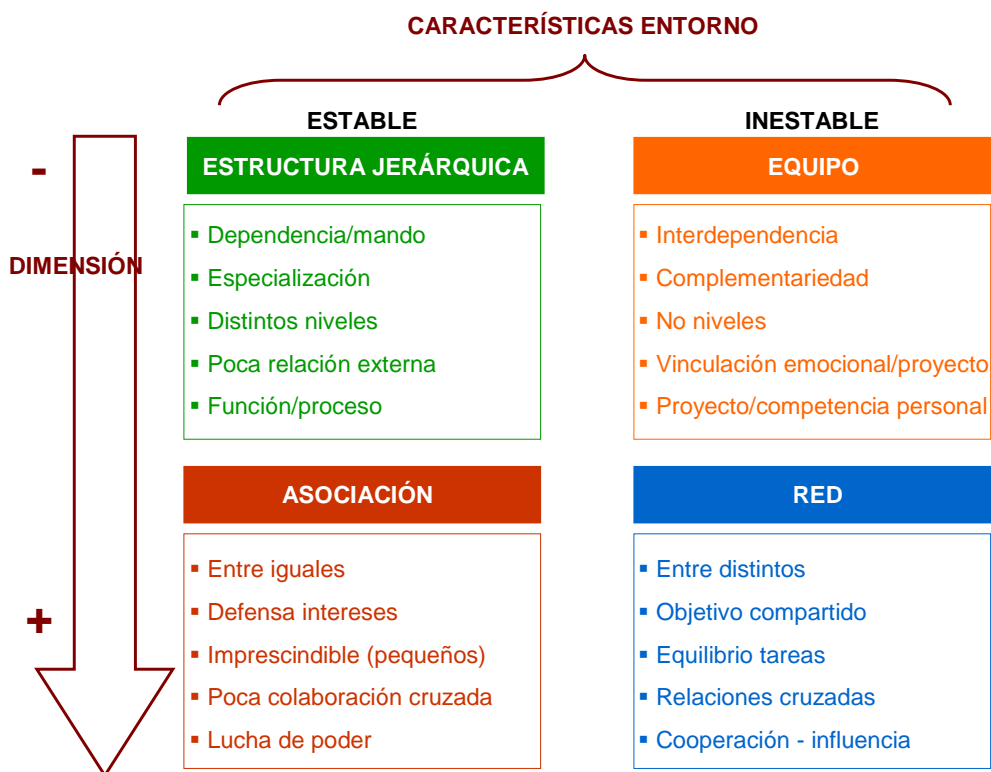 CARACTERÍSTICAS ENTORNO
ESTABLE
INESTABLE
-
DIMENSIÓN
+
ESTRUCTURA JERÁRQUICA
▪ Dependencia/mando
▪ Especialización
▪ Distintos niveles
▪ Poca relación externa
▪ Función/proceso
EQUIPO
▪ Interdependencia
▪ Complementariedad
▪ No niveles
▪ Vinculación emocional/proyecto
▪ Proyecto/competencia personal
ASOCIACIÓN
▪ Entre iguales
▪ Defensa intereses
▪ Imprescindible (pequeños)
▪ Poca colaboración cruzada
▪ Lucha de poder
RED
▪ Entre distintos
▪ Objetivo compartido
▪ Equilibrio tareas
▪ Relaciones cruzadas
▪ Cooperación - influencia